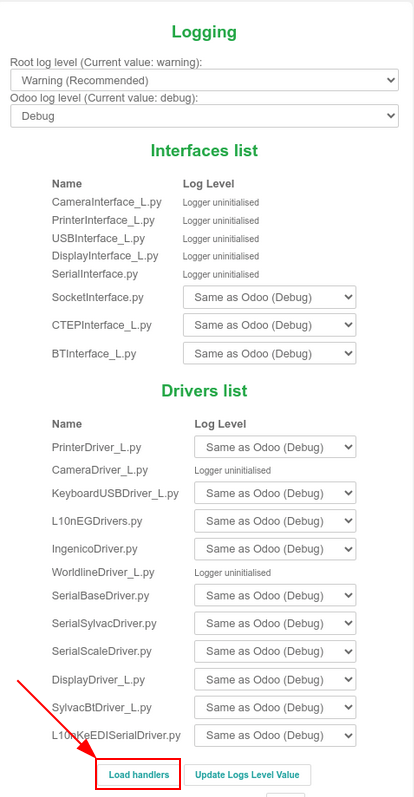 Logging
Root log level (Current value: warning):
Warning (Recommended)
Odoo log level (Current value: debug):
Debug
Interfaces list
Name Log Level
CameraInterface_L.py Logger uninitialised
PrinterInterface_L.py Logger uninitialised
USBInterface_L.py Logger uninitialised
DisplayInterface_L.py Logger uninitialised
SerialInterface.py Logger uninitialised
SocketInterface.py Same as Odoo (Debug)
CTEPInterface_L.py Same as Odoo (Debug)
BTInterface_L.py Same as Odoo (Debug)
Drivers list
Name Log Level
PrinterDriver_L.py Same as Odoo (Debug)
CameraDriver_L.py Logger uninitialised
KeyboardUSBDriver_L.py Same as Odoo (Debug)
L10nEGDrivers.py Same as Odoo (Debug)
IngenicoDriver.py Same as Odoo (Debug)
WorldlineDriver_L.py Logger uninitialised
SerialBaseDriver.py Same as Odoo (Debug)
SerialSylvacDriver.py Same as Odoo (Debug)
SerialScaleDriver.py Same as Odoo (Debug)
DisplayDriver_L.py Same as Odoo (Debug)
SylvacBtDriver_L.py Same as Odoo (Debug)
L10nKeEDISerialDriver.py Same as Odoo (Debug)
Load handlers Update Logs Level Value